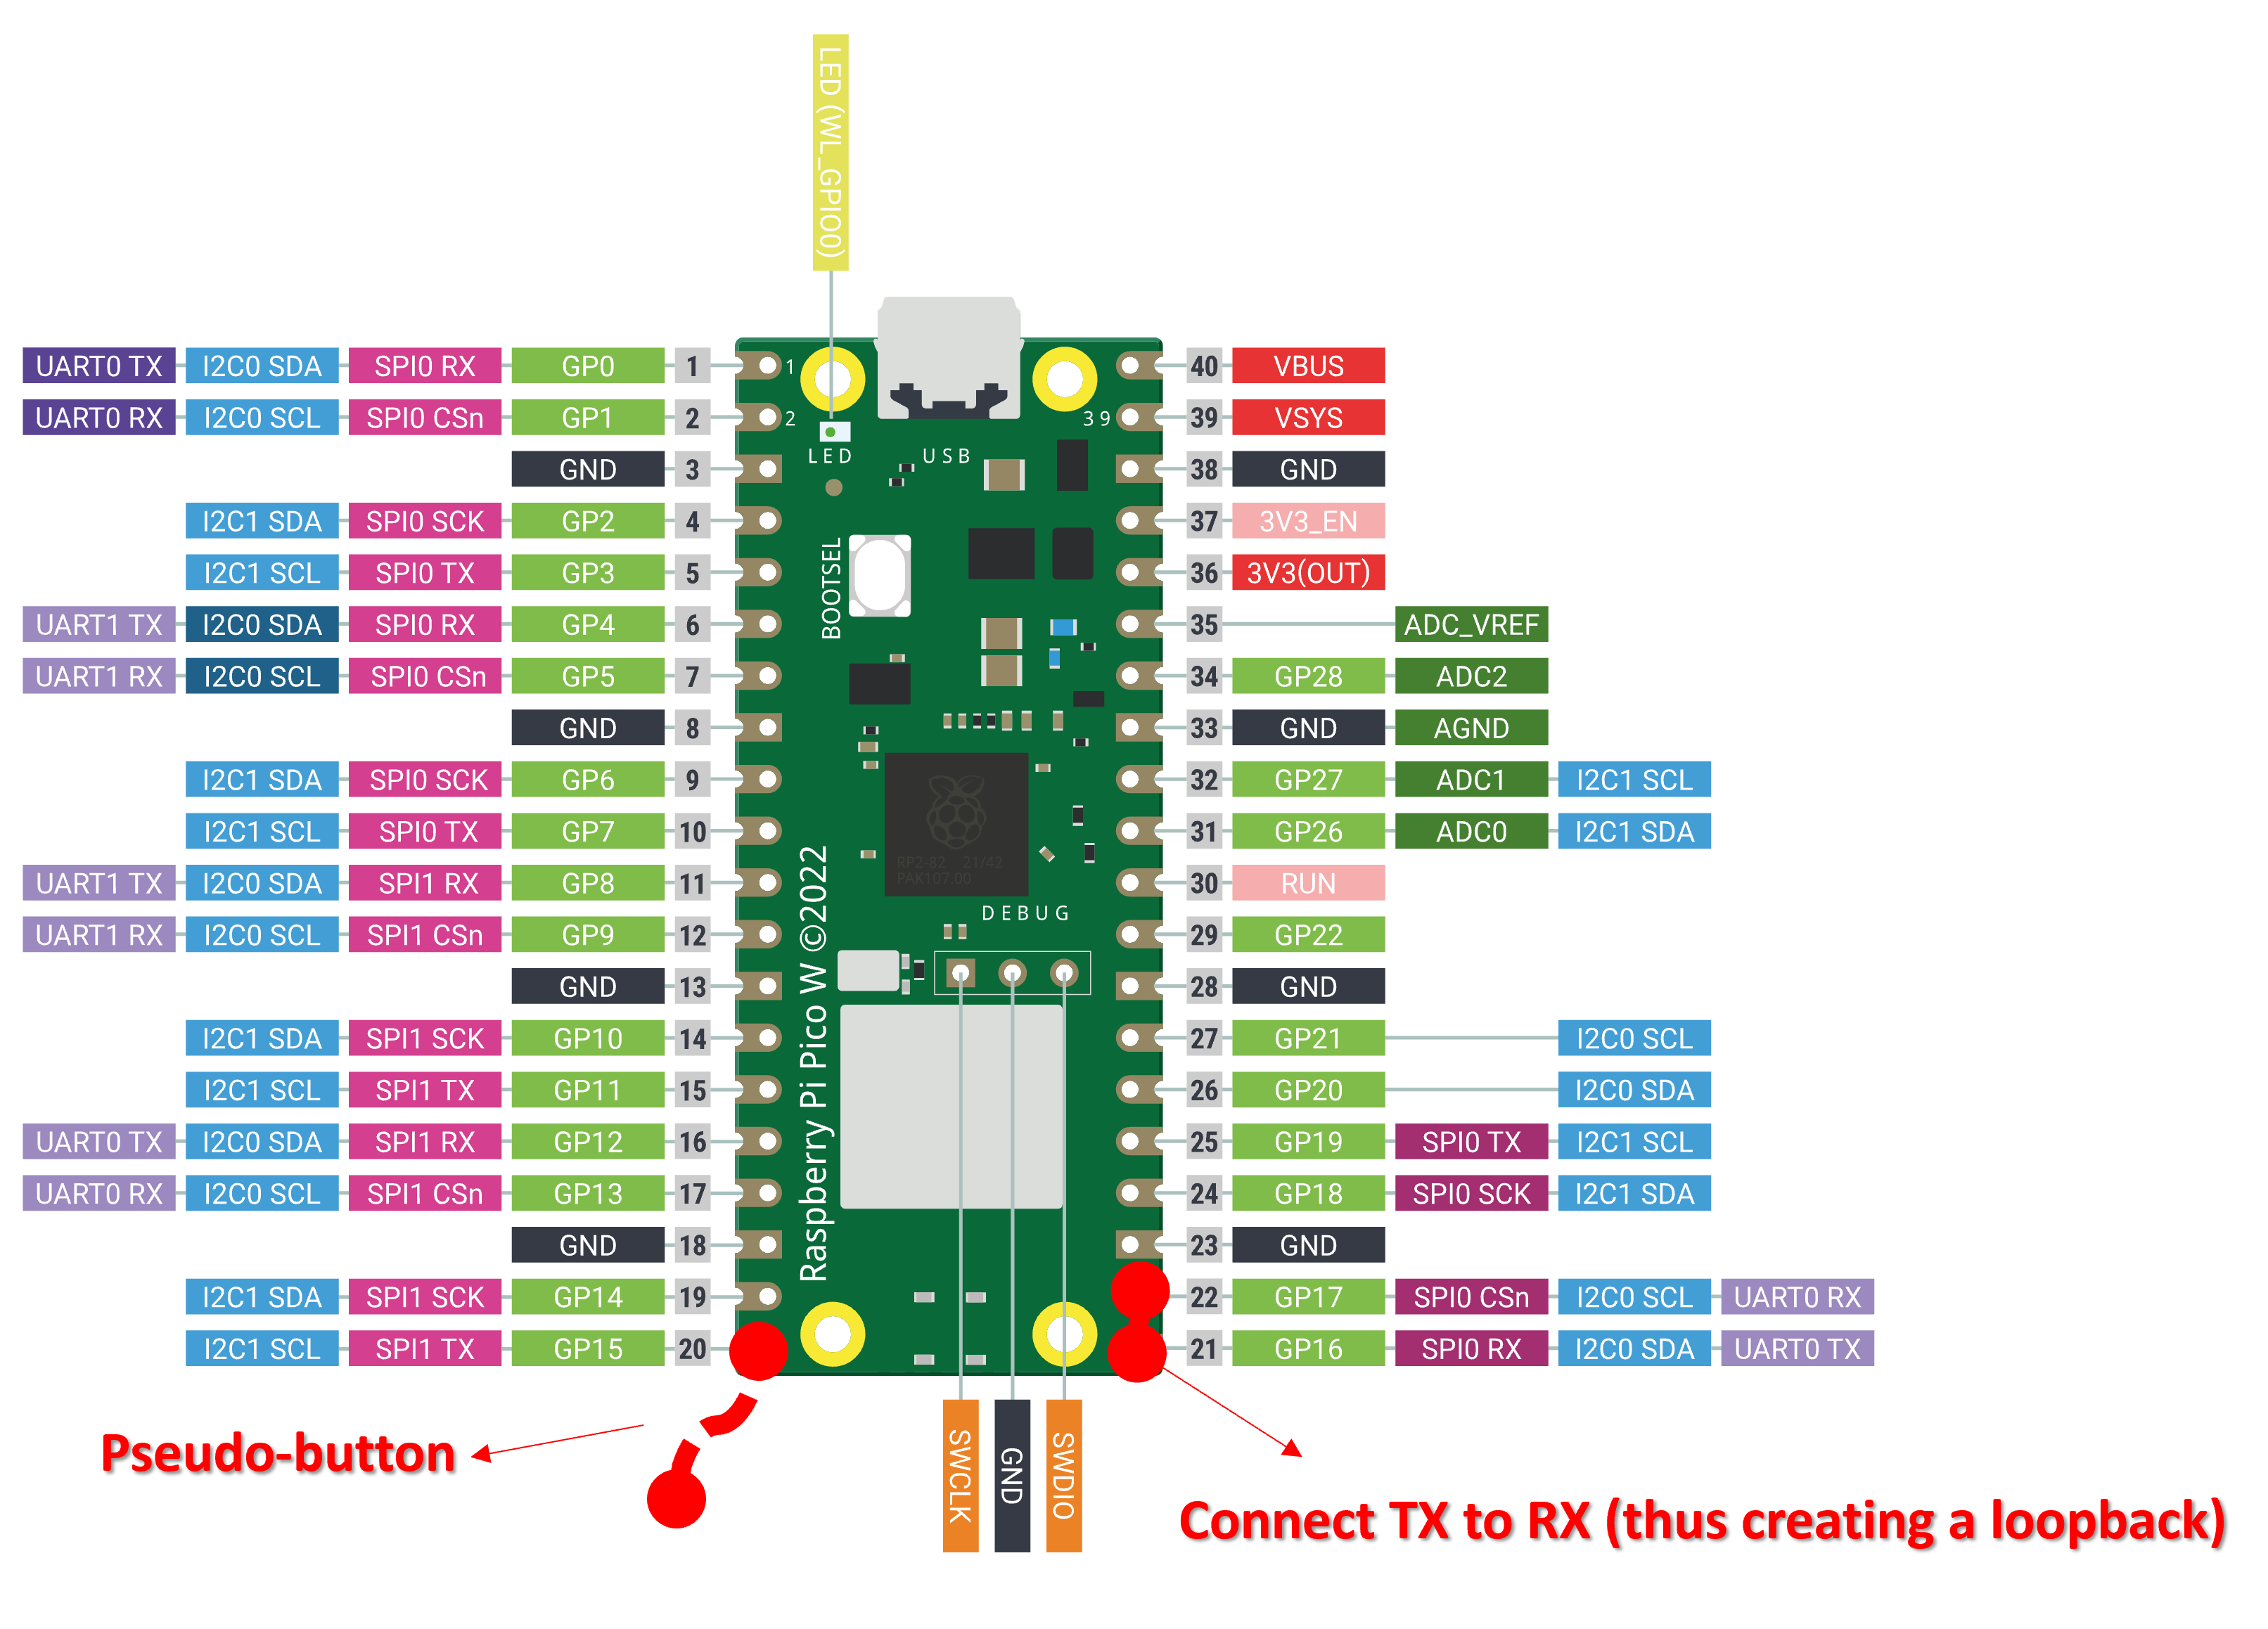 LED (WL_GPIO0)
UART0 TX I2C0 SDA SPI0 RX GP0 1 1 40 VBUS
UART0 RX I2C0 SCL SPI0 CSn GP1 2 2 39 39 VSYS
LED USB
GND 3 38 GND
I2C1 SDA SPI0 SCK GP2 4 37 3V3_EN
I2C1 SCL SPI0 TX GP3 5 36 3V3(OUT)
BOOTSEL
UART1 TX I2C0 SDA SPI0 RX GP4 6 35 ADC_VREF
UART1 RX I2C0 SCL SPI0 CSn GP5 7 34 GP28 ADC2
GND 8 33 GND AGND
I2C1 SDA SPI0 SCK GP6 9 32 GP27 ADC1 I2C1 SCL
I2C1 SCL SPI0 TX GP7 10 31 GP26 ADC0 I2C1 SDA
RP2-82 21/42
PAK107.00
UART1 TX I2C0 SDA SPI1 RX GP8 11 30 RUN
DEBUG
UART1 RX I2C0 SCL SPI1 CSn GP9 12 29 GP22
GND 13 28 GND
Raspberry Pi Pico W ©2022
I2C1 SDA SPI1 SCK GP10 14 27 GP21 I2C0 SCL
I2C1 SCL SPI1 TX GP11 15 26 GP20 I2C0 SDA
UART0 TX I2C0 SDA SPI1 RX GP12 16 25 GP19 SPI0 TX I2C1 SCL
UART0 RX I2C0 SCL SPI1 CSn GP13 17 24 GP18 SPI0 SCK I2C1 SDA
GND 18 23 GND
I2C1 SDA SPI1 SCK GP14 19 22 GP17 SPI0 CSn I2C0 SCL UART0 RX
I2C1 SCL SPI1 TX GP15 20 21 GP16 SPI0 RX I2C0 SDA UART0 TX
SWCLK
GND
SWDIO
Pseudo-button
Connect TX to RX (thus creating a loopback)